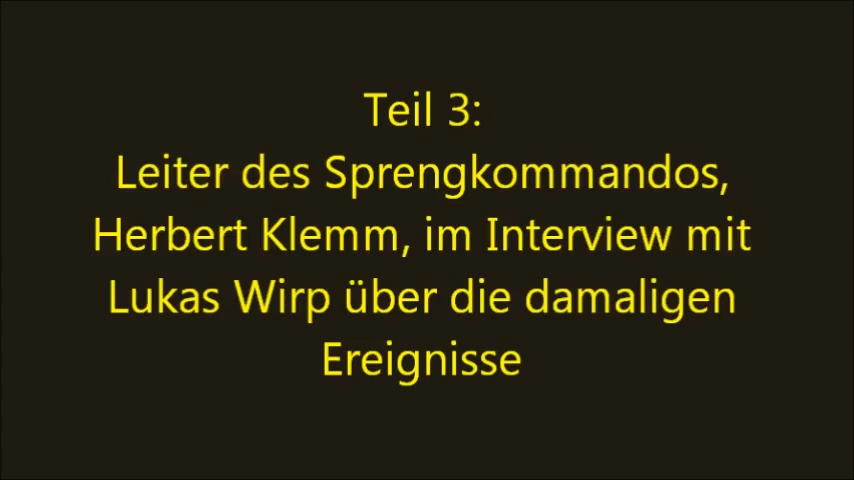 Teil 3:
Leiter des Sprengkommandos,
Herbert Klemm, im Interview mit
Lukas Wirp über die damaligen
Ereignisse